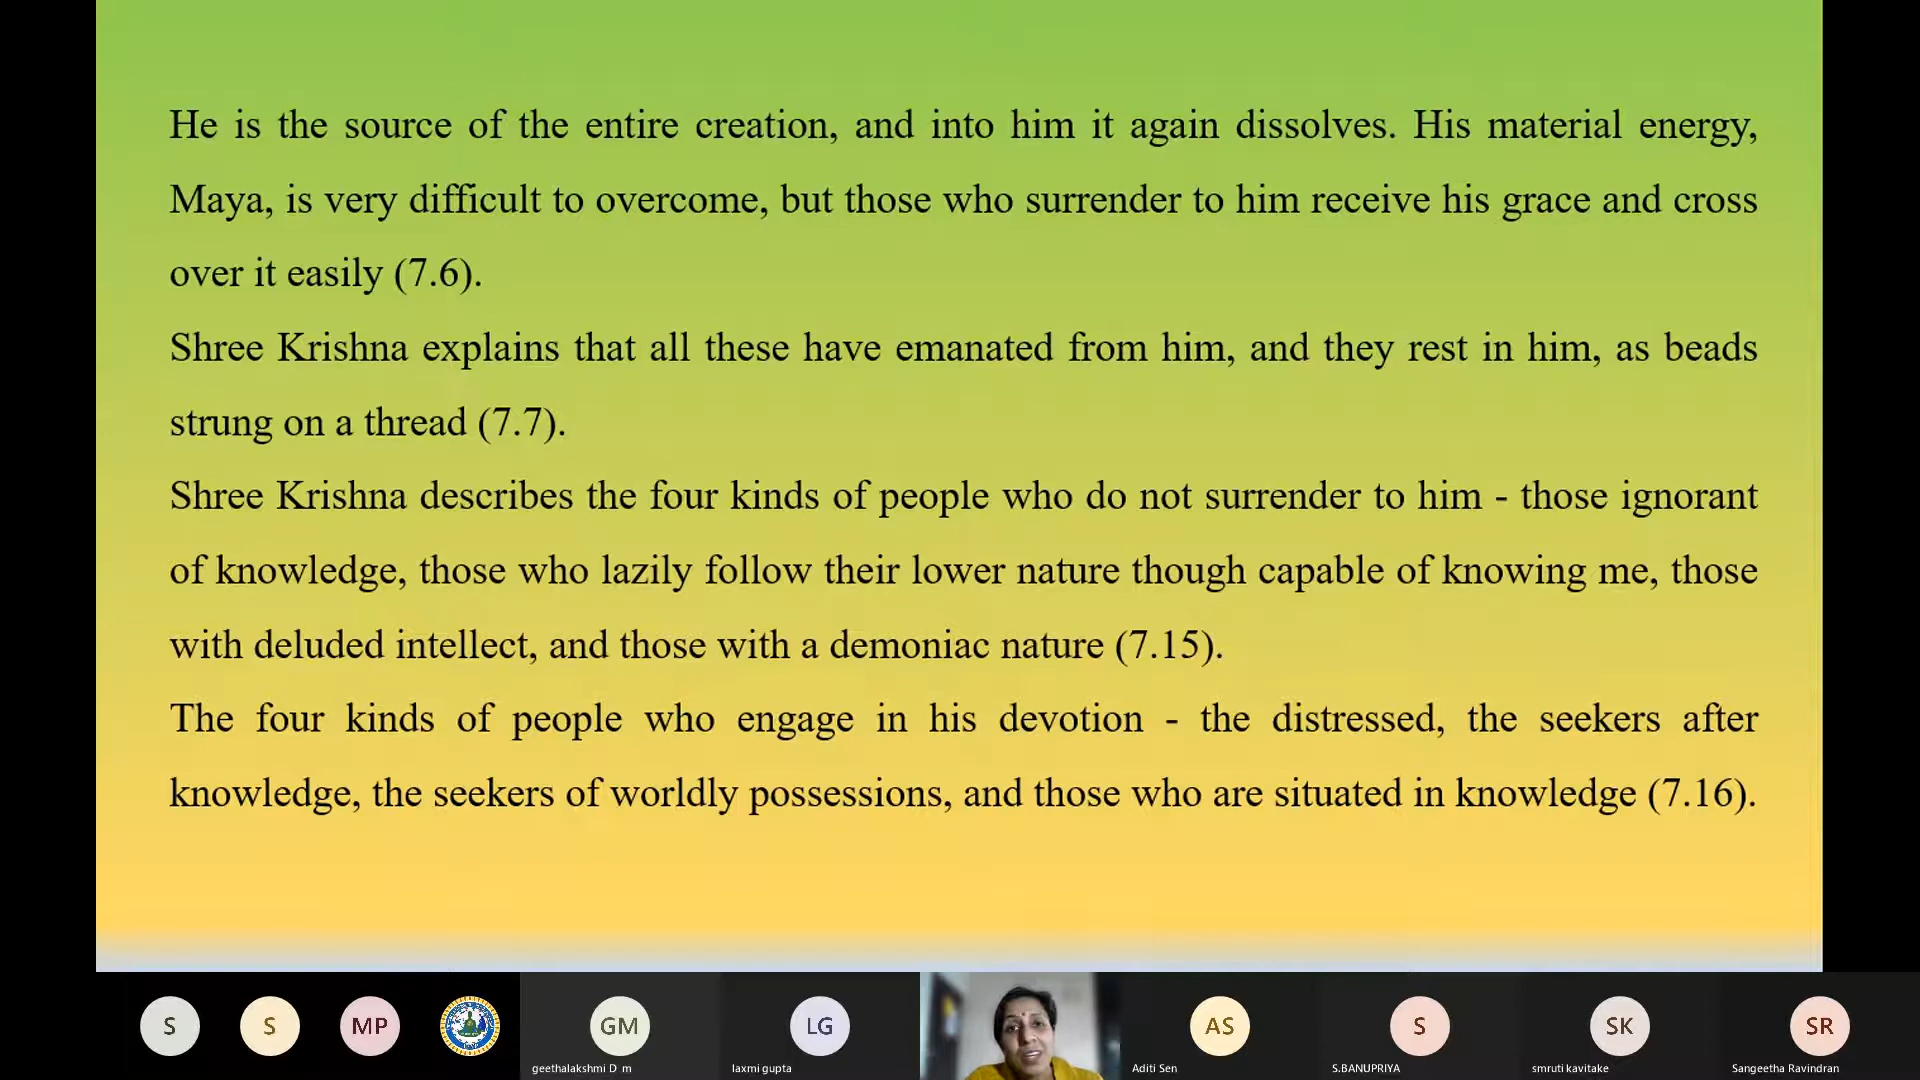 He is the source of the entire creation, and into him it again dissolves. His material energy,
Maya, is very difficult to overcome, but those who surrender to him receive his grace and cross
over it easily (7.6).
Shree Krishna explains that all these have emanated from him, and they rest in him, as beads
strung on a thread (7.7).
Shree Krishna describes the four kinds of people who do not surrender to him - those ignorant
of knowledge, those who lazily follow their lower nature though capable of knowing me, those
with deluded intellect, and those with a demoniac nature (7.15).
The four kinds of people who engage in his devotion - the distressed, the seekers after
knowledge, the seekers of worldly possessions, and those who are situated in knowledge (7.16).
S S MP GM LG AS S SK SR
geethalakshmi D m laxmi gupta Aditi Sen S.BANUPRIYA smruti kavitake Sangeetha Ravindran